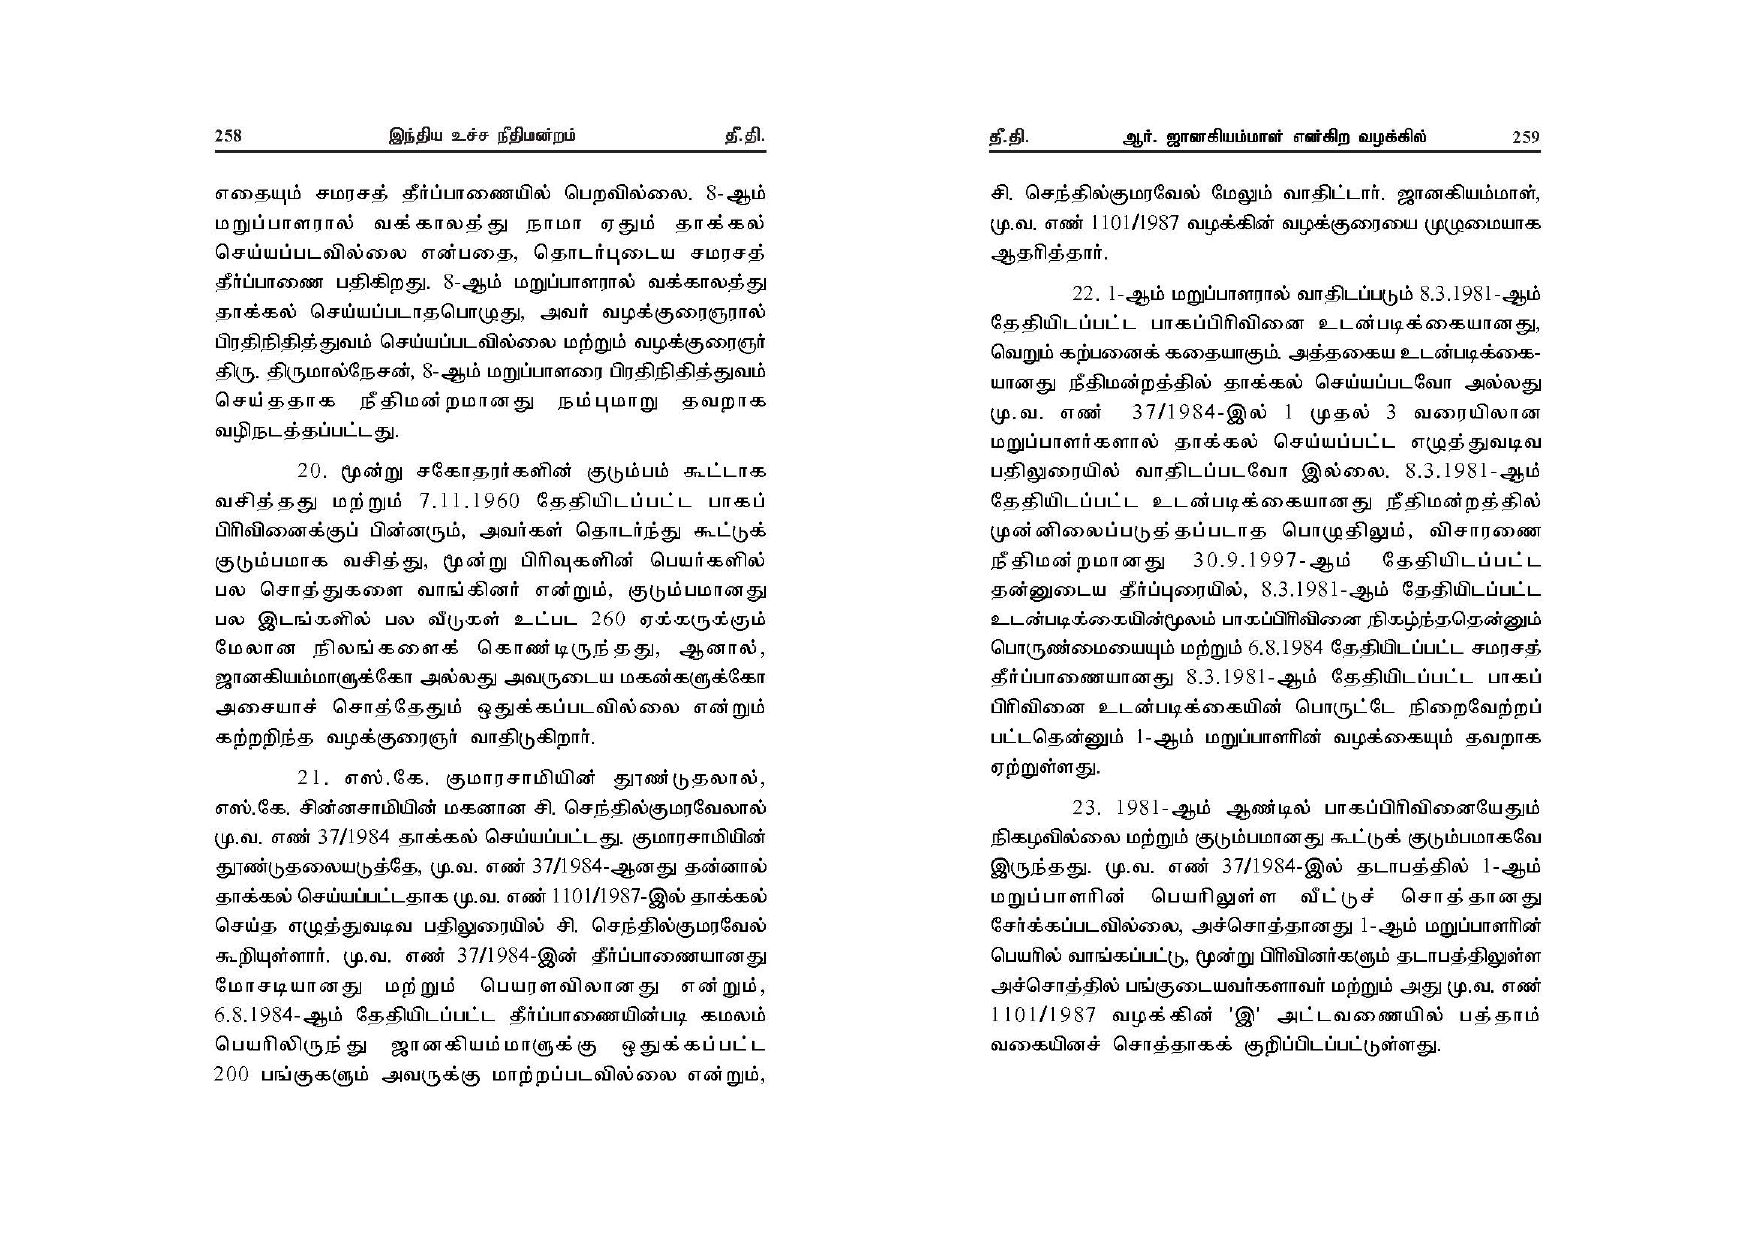 258 இந்திய உச்ச நீதிமன்றம் தீ.தி.
எதையும் சமரசத் தீர்ப்பாணையில் பெறவில்லை. 8-ஆம்
மறுப்பாளரால் வக்காலத்து நாமா ஏதும் தாக்கல்
செய்யப்படவில்லை என்பதை, தொடர்புடைய சமரசத்
தீர்ப்பாணை பதிகிறது. 8-ஆம் மறுப்பாளரால் வக்காலத்து
தாக்கல் செய்யப்படாதபொழுது, அவர் வழக்குரைஞரால்
பிரதிநிதித்துவம் செய்யப்படவில்லை மற்றும் வழக்குரைஞர்
திரு. திருமால்நேசன், 8-ஆம் மறுப்பாளரை பிரதிநிதித்துவம்
செய்ததாக நீதிமன்றமானது நம்புமாறு தவறாக
வழிநடத்தப்பட்டது.
20. மூன்று சகோதரர்களின் குடும்பம் கூட்டாக
வசித்தது மற்றும் 7.11.1960 தேதியிடப்பட்ட பாகப்
பிரிவினைக்குப் பின்னரும், அவர்கள் தொடர்ந்து கூட்டுக்
குடும்பமாக வசித்து, மூன்று பிரிவுகளின் பெயர்களில்
பல சொத்துகளை வாங்கினர் என்றும், குடும்பமானது
பல இடங்களில் பல வீடுகள் உட்பட 260 ஏக்கருக்கும்
மேலான நிலங்களைக் கொண்டிருந்தது, ஆனால்,
ஜானகியம்மாளுக்கோ அல்லது அவருடைய மகன்களுக்கோ
அசையாச் சொத்தேதும் ஒதுக்கப்படவில்லை என்றும்
கற்றறிந்த வழக்குரைஞர் வாதிடுகிறார்.
21. எஸ்.கே. குமாரசாமியின் தூண்டுதலால்,
எஸ்.கே. சின்னசாமியின் மகனான சி. செந்தில்குமரவேலால்
மு.வ. எண் 37/1984 தாக்கல் செய்யப்பட்டது. குமாரசாமியின்
தூண்டுதலையடுத்தே, மு.வ. எண் 37/1984-ஆனது தன்னால்
தாக்கல் செய்யப்பட்டதாக மு.வ. எண் 1101/1987-இல் தாக்கல்
செய்த எழுத்துவடிவ பதிலுரையில் சி. செந்தில்குமரவேல்
கூறியுள்ளார். மு.வ. எண் 37/1984-இன் தீர்ப்பாணையானது
மோசடியானது மற்றும் பெயரளவிலானது என்றும்,
6.8.1984-ஆம் தேதியிடப்பட்ட தீர்ப்பாணையின்படி கமலம்
பெயரிலிருந்து ஜானகியம்மாளுக்கு ஒதுக்கப்பட்ட
200 பங்குகளும் அவருக்கு மாற்றப்படவில்லை என்றும்,
தீ.தி. ஆர். ஜானகியம்மாள் என்கிற வழக்கில் 259
சி. செந்தில்குமரவேல் மேலும் வாதிட்டார். ஜானகியம்மாள்,
மு.வ. எண் 1101/1987 வழக்கின் வழக்குரையை முழுமையாக
ஆதரித்தார்.
22. 1-ஆம் மறுப்பாளரால் வாதிடப்படும் 8.3.1981-ஆம்
தேதியிடப்பட்ட பாகப்பிரிவினை உடன்படிக்கையானது,
வெறும் கற்பனைக் கதையாகும். அத்தகைய உடன்படிக்கை-
யானது நீதிமன்றத்தில் தாக்கல் செய்யப்படவோ அல்லது
மு.வ. எண் 37/1984-இல் 1 முதல் 3 வரையிலான
மறுப்பாளர்களால் தாக்கல் செய்யப்பட்ட எழுத்துவடிவ
பதிலுரையில் வாதிடப்படவோ இல்லை. 8.3.1981-ஆம்
தேதியிடப்பட்ட உடன்படிக்கையானது நீதிமன்றத்தில்
முன்னிலைப்படுத்தப்படாத பொழுதிலும், விசாரணை
நீதிமன்றமானது 30.9.1997-ஆம் தேதியிடப்பட்ட
தன்னுடைய தீர்ப்புரையில், 8.3.1981-ஆம் தேதியிடப்பட்ட
உடன்படிக்கையின்மூலம் பாகப்பிரிவினை நிகழ்ந்ததென்னும்
பொருண்மையையும் மற்றும் 6.8.1984 தேதியிடப்பட்ட சமரசத்
தீர்ப்பாணையானது 8.3.1981-ஆம் தேதியிடப்பட்ட பாகப்
பிரிவினை உடன்படிக்கையின் பொருட்டே நிறைவேற்றப்
பட்டதென்னும் 1-ஆம் மறுப்பாளரின் வழக்கையும் தவறாக
ஏற்றுள்ளது.
23. 1981-ஆம் ஆண்டில் பாகப்பிரிவினையேதும்
நிகழவில்லை மற்றும் குடும்பமானது கூட்டுக் குடும்பமாகவே
இருந்தது. மு.வ. எண் 37/1984-இல் தடாபத்தில் 1-ஆம்
மறுப்பாளரின் பெயரிலுள்ள வீட்டுச் சொத்தானது
சேர்க்கப்படவில்லை, அச்சொத்தானது 1-ஆம் மறுப்பாளரின்
பெயரில் வாங்கப்பட்டு, மூன்று பிரிவினர்களும் தடாபத்திலுள்ள
அச்சொத்தில் பங்குடையவர்களாவர் மற்றும் அது மு.வ. எண்
1101/1987 வழக்கின் 'இ' அட்டவணையில் பத்தாம்
வகையினச் சொத்தாகக் குறிப்பிடப்பட்டுள்ளது.